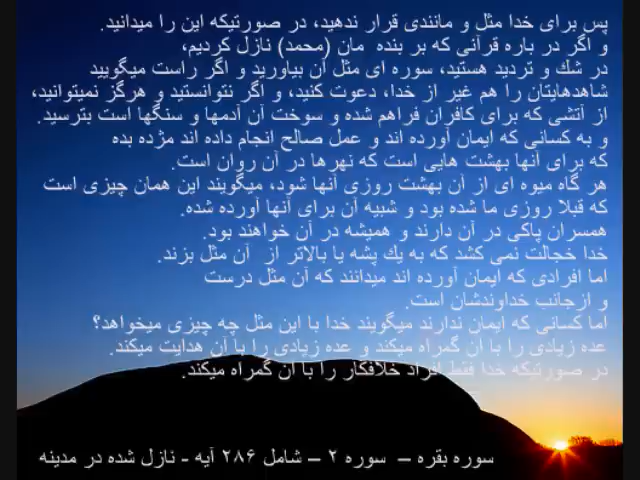 پس برای خدا مثل و مانندی قرار ندهید، در صورتیکه این را میدانید.
و اگر در باره قرآنی که بر بنده مان (محمد) نازل کردیم،
در شك و تردید هستید، سوره ای مثل آن بیاورید و اگر راست میگویید
شاهدهایتان را هم غیر از خدا، دعوت کنید، و اگر نتوانستید و هرگز نمیتوانید،
از آتشی که برای کافران فراهم شده و سوخت آن آدمها و سنگها است بترسید.
و به کسانی که ایمان آورده اند و عمل صالح انجام داده اند مژده بده
که برای آنها بهشت هایی است که نهرها در آن روان است.
هر گاه میوه ای از آن بهشت روزی آنها شود، میگویند این همان چیزی است
که قبلا روزی ما شده بود و شبیه آن برای آنها آورده شده.
همسران پاکی در آن دارند و همیشه در آن خواهند بود.
خدا خجالت نمی کشد که به یك پشه یا بالاتر از آن مثل بزند.
اما افرادی که ایمان آورده اند میدانند که آن مثل درست
و ازجانب خداوندشان است.
اما کسانی که ایمان ندارند میگویند خدا با این مثل چه چیزی میخواهد؟
عده زیادی را با آن گمراه میکند و عده زیادی را با آن هدایت میکند.
در صورتیکه خدا فقط افراد خلافکار را با آن گمراه میکند.
سوره بقره – سوره ۲ – شامل ۲۸۶ آیه - نازل شده در مدینه